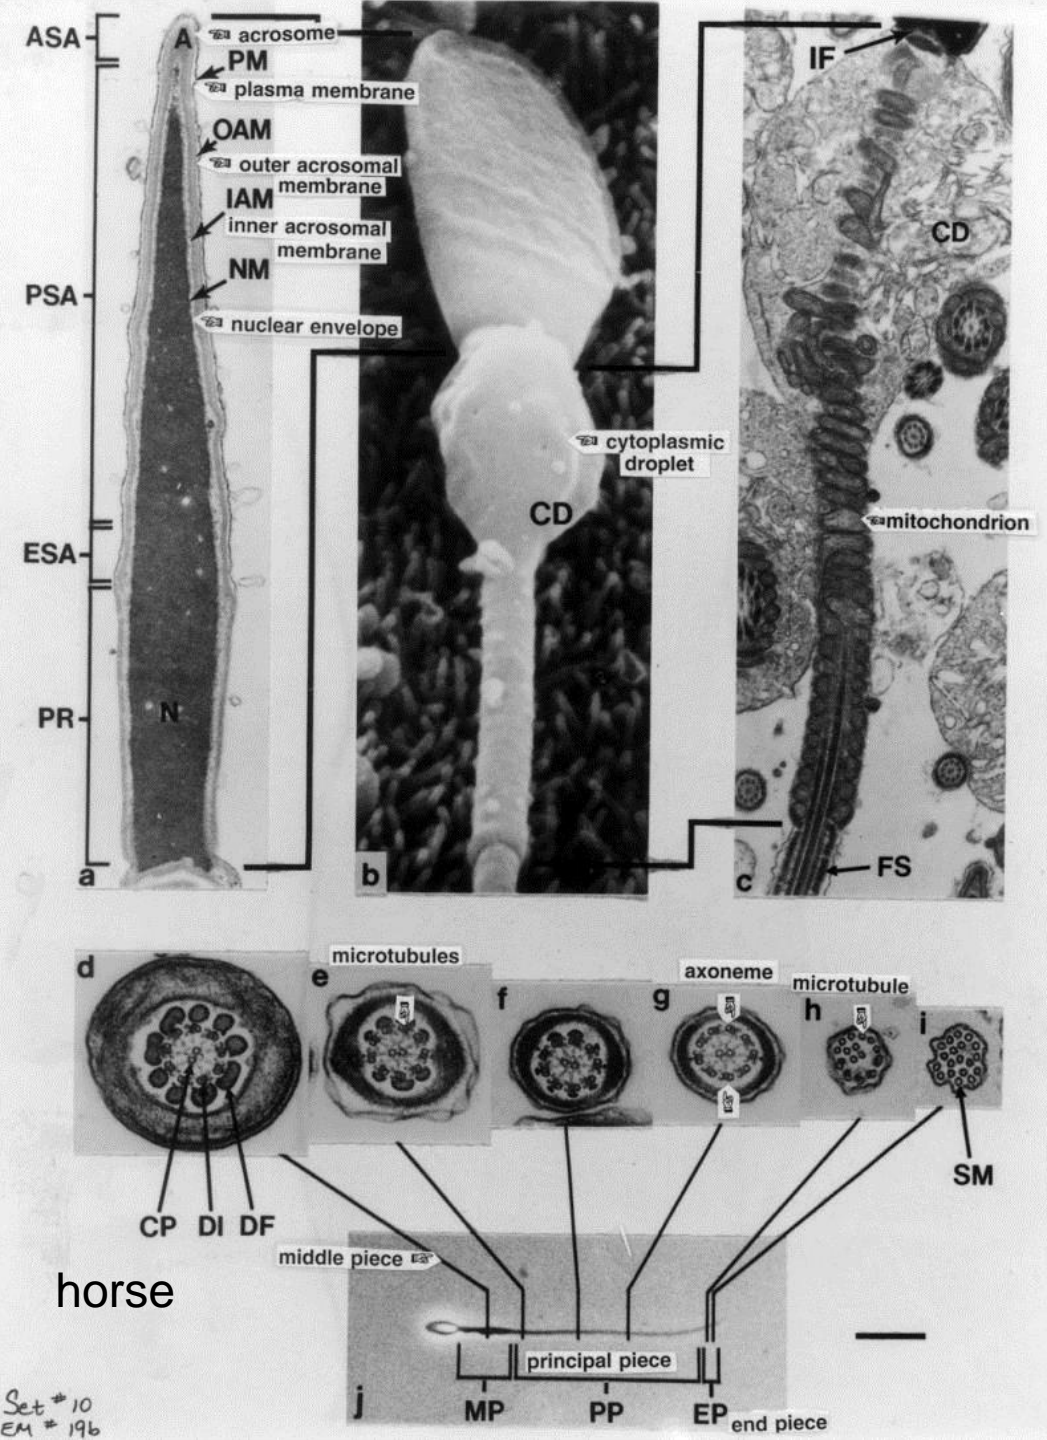 ASA
A
acrosome
PM
plasma membrane
OAM
outer acrosomal
membrane
IAM
inner acrosomal
membrane
NM
PSA
nuclear envelope
ESA
PR
N
a
cytoplasmic
droplet
CD
b
IF
CD
mitochondrion
FS
c
d
e
microtubules
f
g
axoneme
h
microtubule
i
CP
DI
DF
SM
middle piece
horse
principal piece
j
MP
PP
EP
end piece
Set # 10
EM # 19b